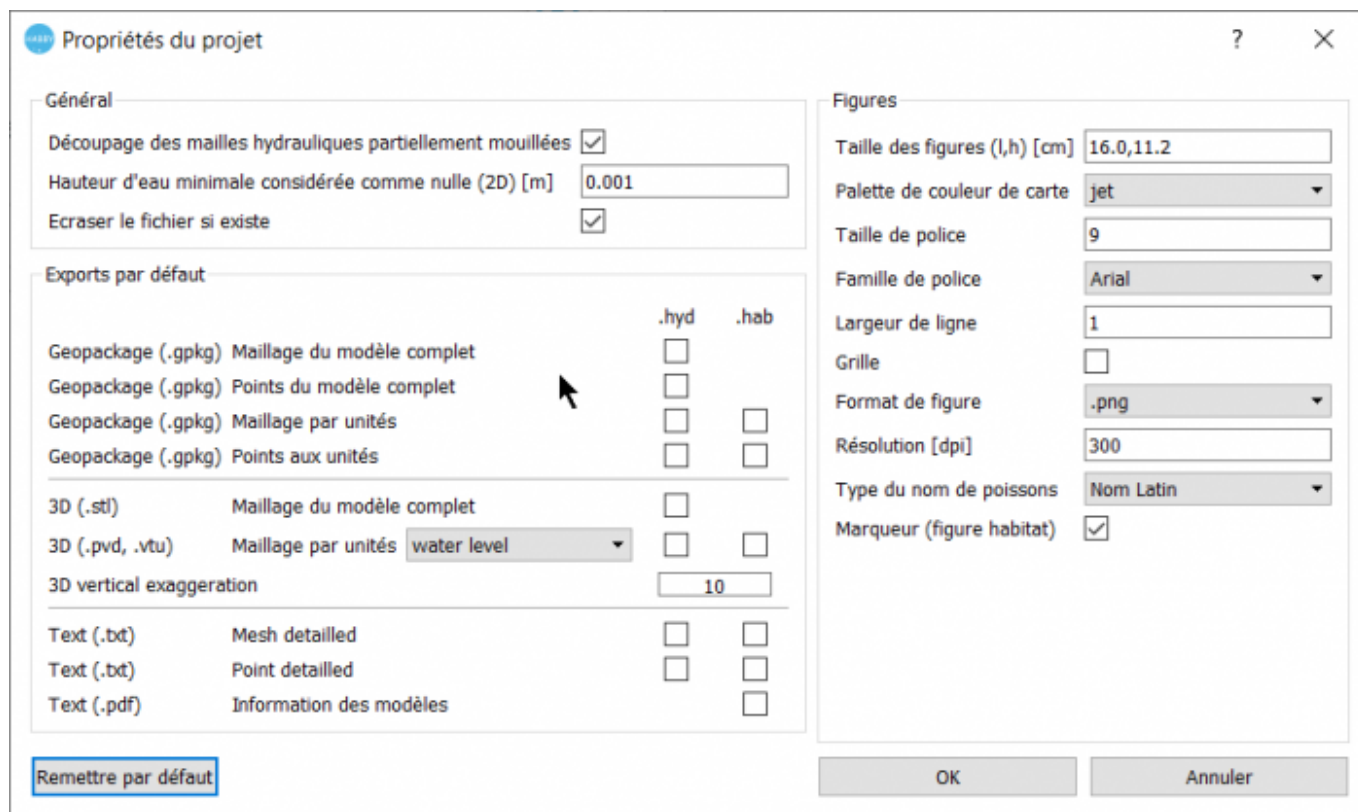 HABBY
Propriétés du projet ?
Général
Découpage des mailles hydrauliques partiellement mouillées
Hauteur d'eau minimale considérée comme nulle (2D) [m] 0.001
Ecraser le fichier si existe
Exports par défaut
.hyd .hab
Geopackage (.gpkg) Maillage du modèle complet
Geopackage (.gpkg) Points du modèle complet
Geopackage (.gpkg) Maillage par unités
Geopackage (.gpkg) Points aux unités
3D (.stl) Maillage du modèle complet
3D (.pvd, .vtu) Maillage par unités water level
3D vertical exaggeration 10
Text (.txt) Mesh detailled
Text (.txt) Point detailled
Text (.pdf) Information des modèles
Figures
Taille des figures (l,h) [cm] 16.0,11.2
Palette de couleur de carte jet
Taille de police 9
Famille de police Arial
Largeur de ligne 1
Grille
Format de figure .png
Résolution [dpi] 300
Type du nom de poissons Nom Latin
Marqueur (figure habitat)
Remettre par défaut OK Annuler